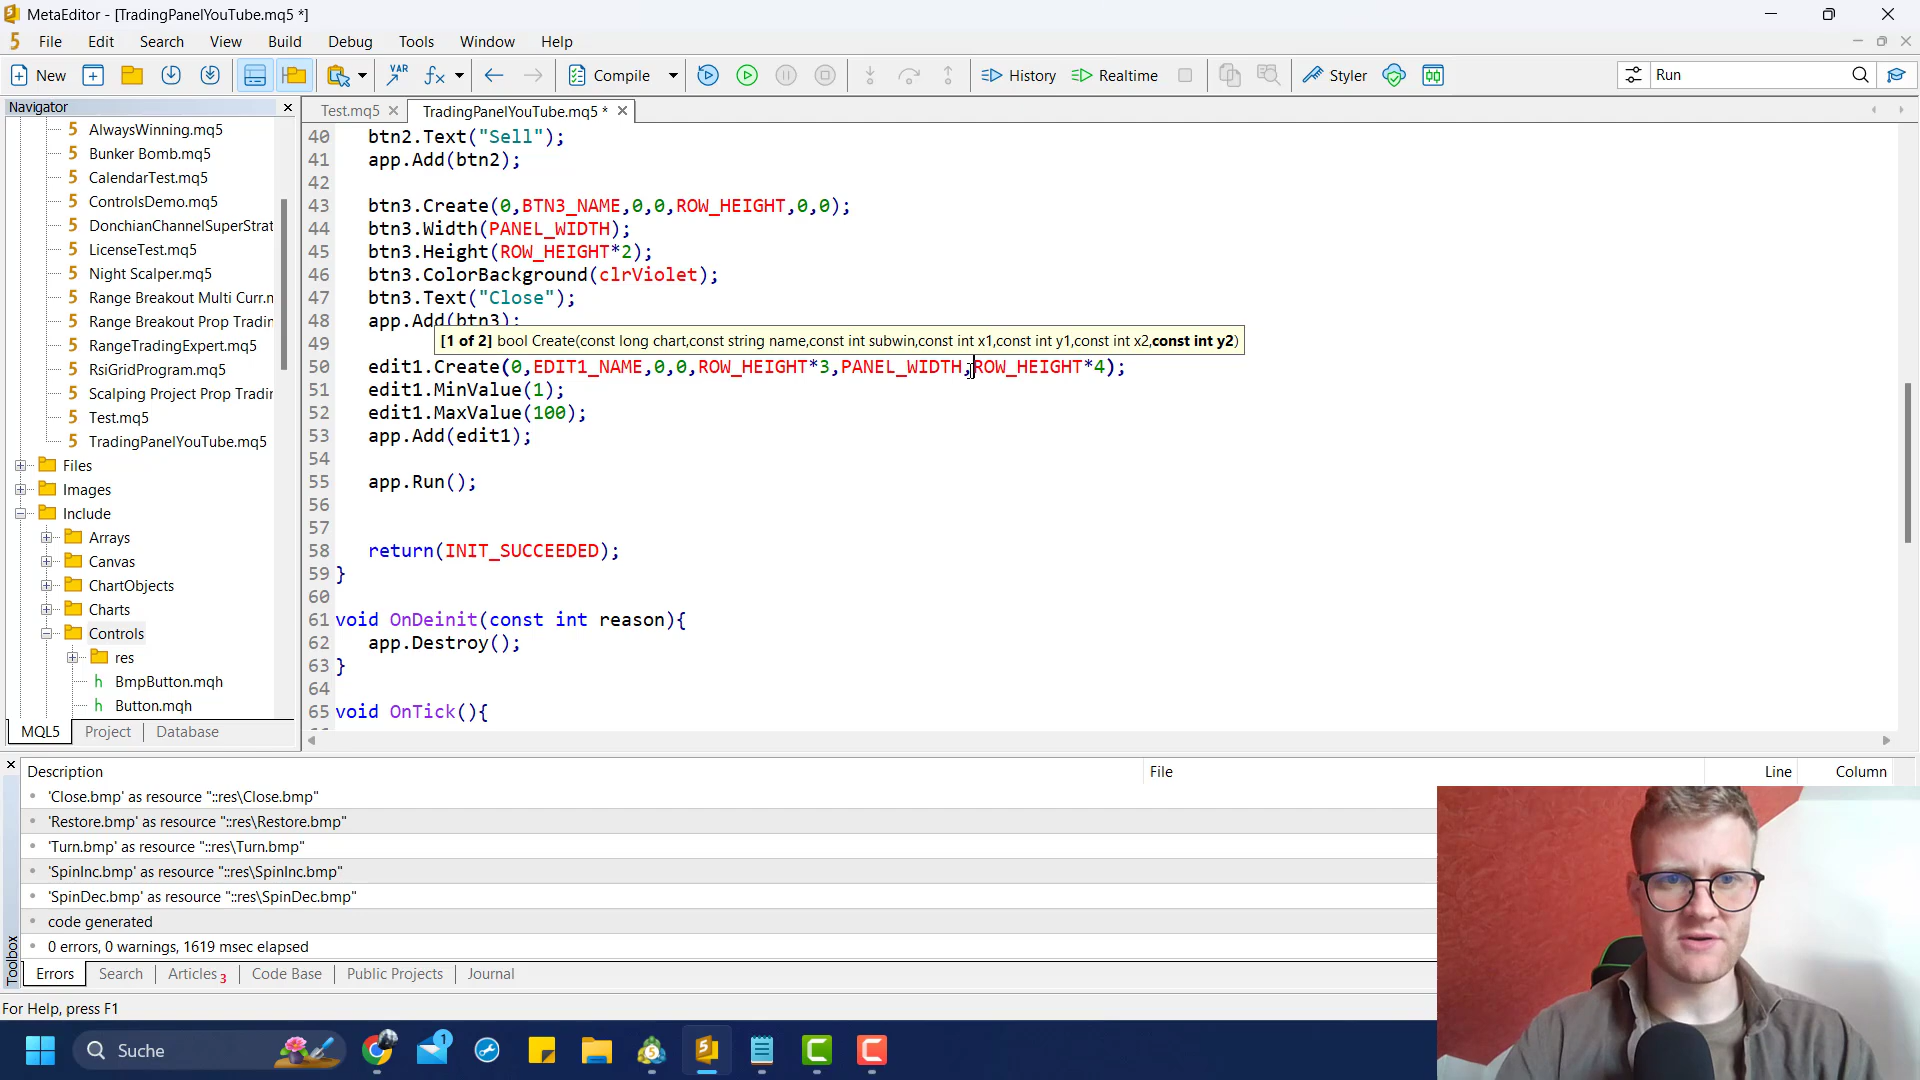 MetaEditor - [TradingPanelYouTube.mq5 *]
5 File Edit Search View Build Debug Tools Window Help
New VAR Compile History Realtime Styler Run
Navigator
AlwaysWinning.mq5
Bunker Bomb.mq5
CalendarTest.mq5
ControlsDemo.mq5
DonchianChannelSuperStrat
LicenseTest.mq5
Night Scalper.mq5
Range Breakout Multi Curr.n
Range Breakout Prop Tradin
RangeTradingExpert.mq5
RsiGridProgram.mq5
Scalping Project Prop Tradir
Test.mq5
TradingPanelYouTube.mq5
Files
Images
Include
Arrays
Canvas
ChartObjects
Charts
Controls
res
h BmpButton.mqh
h Button.mqh
MQL5 Project Database
Test.mq5 TradingPanelYouTube.mq5 *
40 btn2.Text("Sell");
41 app.Add(btn2);
42
43 btn3.Create(0,BTN3_NAME,0,0,ROW_HEIGHT,0,0);
44 btn3.Width(PANEL_WIDTH);
45 btn3.Height(ROW_HEIGHT*2);
46 btn3.ColorBackground(clrViolet);
47 btn3.Text("Close");
48 app.Add(btn3);
[1 of 2] bool Create(const long chart,const string name,const int subwin,const int x1,const int y1,const int x2,const int y2)
49
50 edit1.Create(0,EDIT1_NAME,0,0,ROW_HEIGHT*3,PANEL_WIDTH,ROW_HEIGHT*4);
51 edit1.MinValue(1);
52 edit1.MaxValue(100);
53 app.Add(edit1);
54
55 app.Run();
56
57
58 return(INIT_SUCCEEDED);
59 }
60
61 void OnDeinit(const int reason){
62 app.Destroy();
63 }
64
65 void OnTick(){
Description File Line Column
'Close.bmp' as resource "::res\Close.bmp"
'Restore.bmp' as resource "::res\Restore.bmp"
'Turn.bmp' as resource "::res\Turn.bmp"
'SpinInc.bmp' as resource "::res\SpinInc.bmp"
'SpinDec.bmp' as resource "::res\SpinDec.bmp"
code generated
0 errors, 0 warnings, 1619 msec elapsed
Toolbox
Errors Search Articles 3 Code Base Public Projects Journal
For Help, press F1
Suche
1